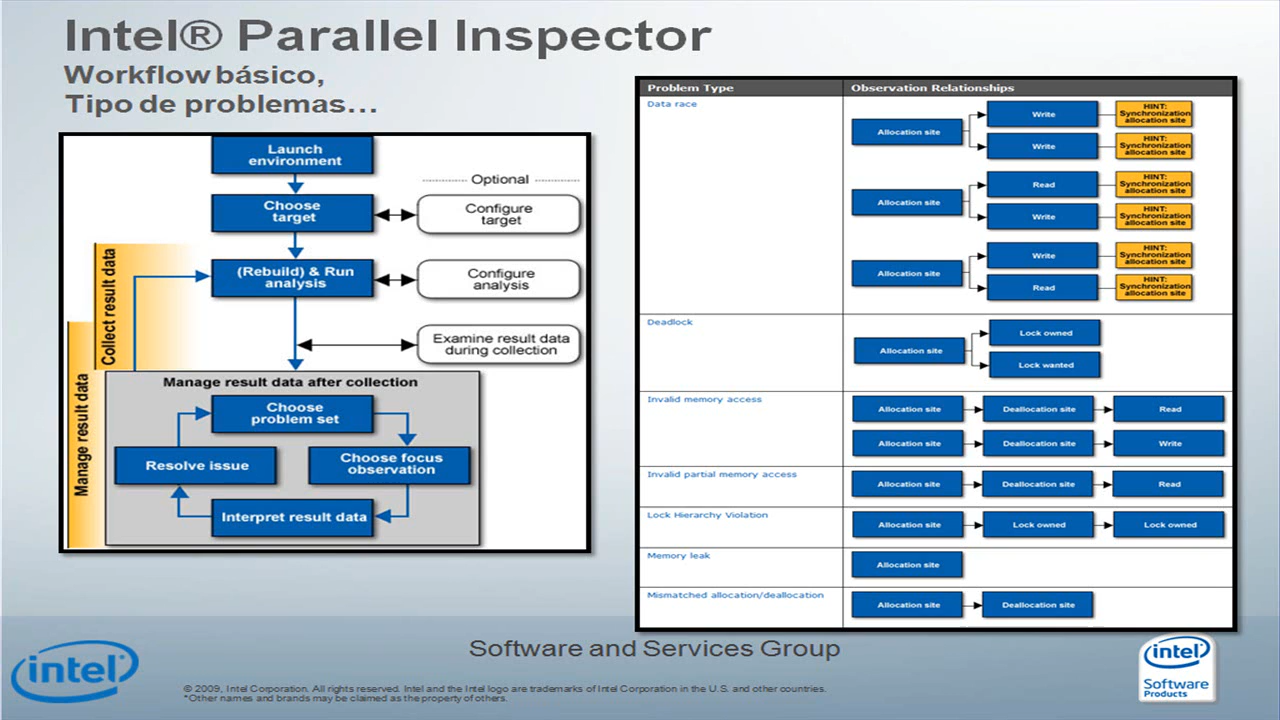 Intel® Parallel Inspector
Workflow básico,
Tipo de problemas...
Launch
environment
Optional
Choose
target
Configure
target
(Rebuild) & Run
analysis
Configure
analysis
Examine result data
during collection
Collect result data
Manage result data
Manage result data after collection
Choose
problem set
Resolve issue
Choose focus
observation
Interpret result data
Problem Type
Observation Relationships
Data race
Allocation site
Write
HINT:
Synchronization
allocation site
Write
HINT:
Synchronization
allocation site
Allocation site
Read
HINT:
Synchronization
allocation site
Write
HINT:
Synchronization
allocation site
Allocation site
Write
HINT:
Synchronization
allocation site
Read
HINT:
Synchronization
allocation site
Deadlock
Allocation site
Lock owned
Lock wanted
Invalid memory access
Allocation site
Deallocation site
Read
Allocation site
Deallocation site
Write
Invalid partial memory access
Allocation site
Deallocation site
Read
Lock Hierarchy Violation
Allocation site
Lock owned
Lock owned
Memory leak
Allocation site
Mismatched allocation/deallocation
Allocation site
Deallocation site
Software and Services Group
intel®
© 2009, Intel Corporation. All rights reserved. Intel and the Intel logo are trademarks of Intel Corporation in the U.S. and other countries.
*Other names and brands may be claimed as the property of others.
intel®
Software
Products